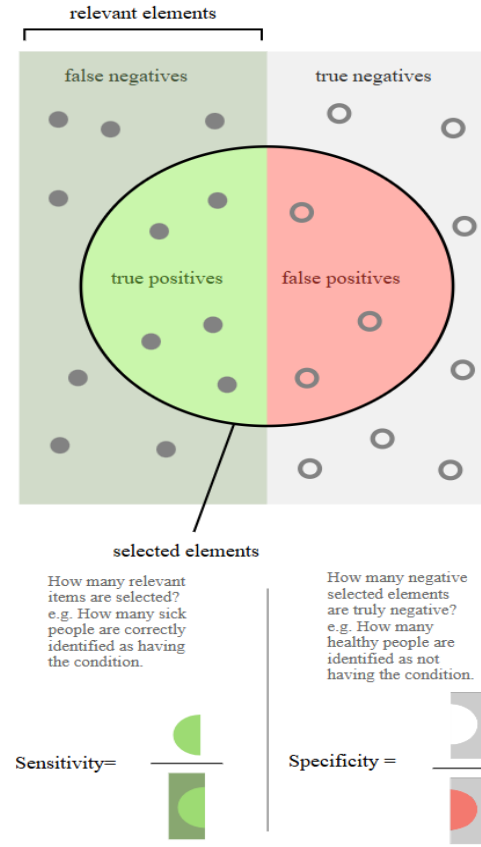 relevant elements
false negatives
true negatives
true positives
false positives
selected elements
How many relevant
items are selected?
e.g. How many sick
people are correctly
identified as having
the condition.
How many negative
selected elements
are truly negative?
e.g. How many
healthy people are
identified as not
having the condition.
Sensitivity=
Specificity =